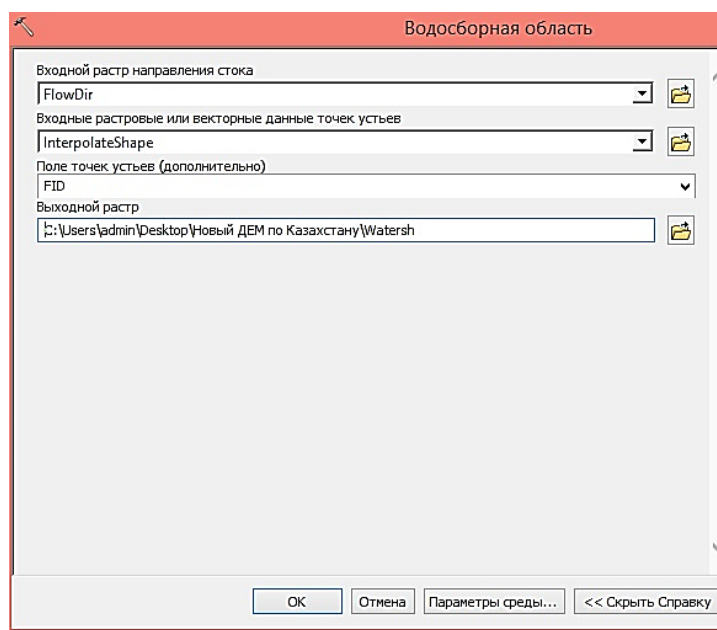 Водосборная область
Входной растр направления стока
FlowDir
Входные растровые или векторные данные точек устьев
InterpolateShape
Поле точек устьев (дополнительно)
FID
Выходной растр
C:\Users\admin\Desktop\Новый ДЕМ по Казахстану\Watersh
OK
Отмена
Параметры среды...
<< Скрыть Справку